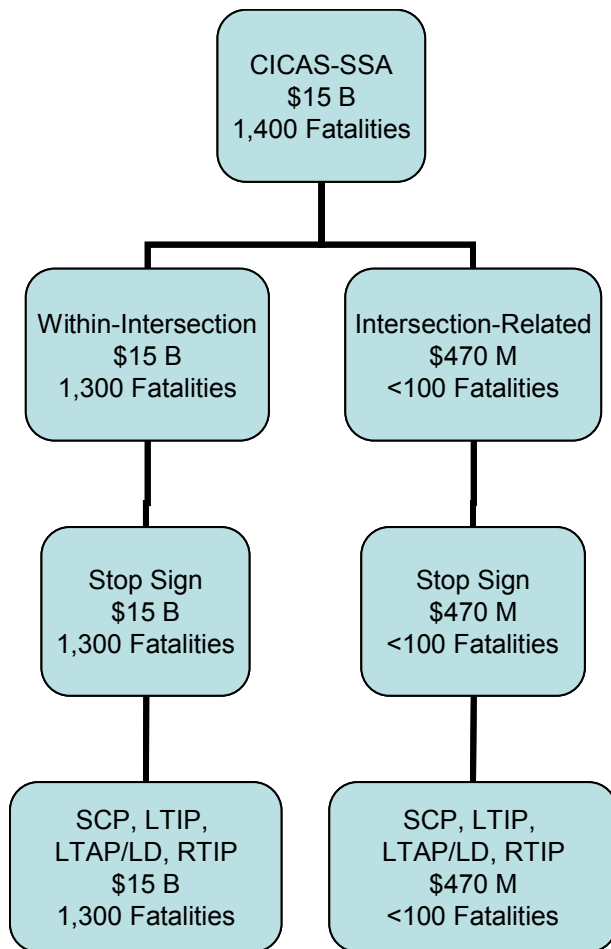 CICAS-SSA
$15 B
1,400 Fatalities
Within-Intersection
$15 B
1,300 Fatalities
Intersection-Related
$470 M
<100 Fatalities
Stop Sign
$15 B
1,300 Fatalities
Stop Sign
$470 M
<100 Fatalities
SCP, LTIP,
LTAP/LD, RTIP
$15 B
1,300 Fatalities
SCP, LTIP,
LTAP/LD, RTIP
$470 M
<100 Fatalities